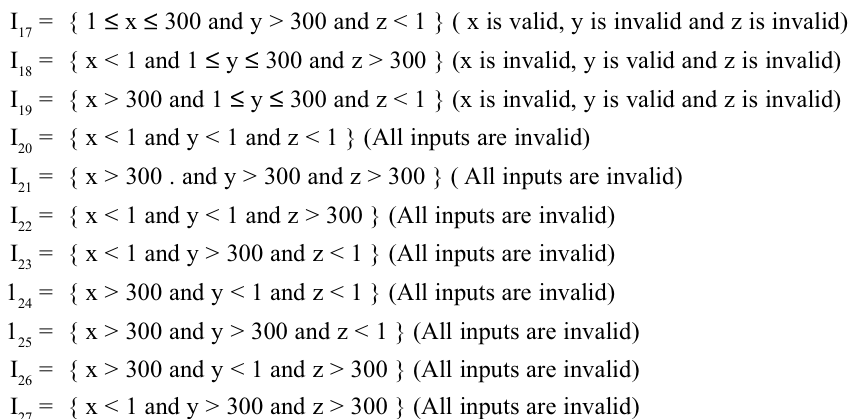 I17 = { 1 ≤ x ≤ 300 and y > 300 and z < 1 } ( x is valid, y is invalid and z is invalid)
I18 = { x < 1 and 1 ≤ y ≤ 300 and z > 300 } (x is invalid, y is valid and z is invalid)
I19 = { x > 300 and 1 ≤ y ≤ 300 and z < 1 } (x is invalid, y is valid and z is invalid)
I20 = { x < 1 and y < 1 and z < 1 } (All inputs are invalid)
I21 = { x > 300 . and y > 300 and z > 300 } ( All inputs are invalid)
I22 = { x < 1 and y < 1 and z > 300 } (All inputs are invalid)
I23 = { x < 1 and y > 300 and z < 1 } (All inputs are invalid)
124 = { x > 300 and y < 1 and z < 1 } (All inputs are invalid)
125 = { x > 300 and y > 300 and z < 1 } (All inputs are invalid)
I26 = { x > 300 and y < 1 and z > 300 } (All inputs are invalid)
I27 = { x < 1 and y > 300 and z > 300 } (All inputs are invalid)